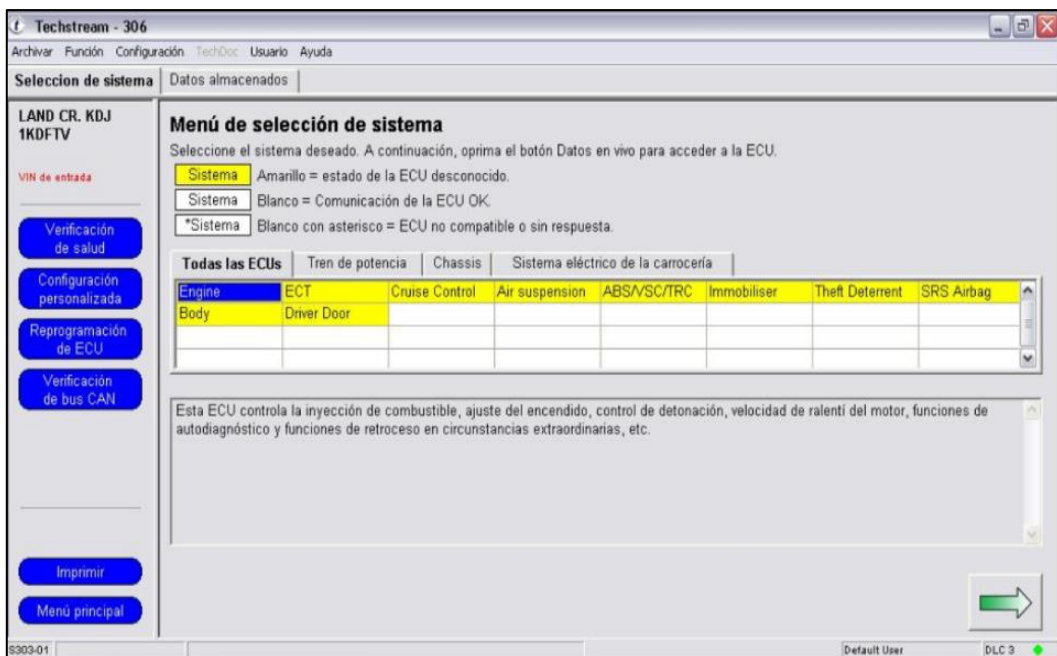 Techstream - 306
Archivar Función Configuración TechDoc Usuario Ayuda
Seleccion de sistema Datos almacenados
LAND CR. KDJ
1KDFTV
VIN de entrada
Verificación
de salud
Configuración
personalizada
Reprogramación
de ECU
Verificación
de bus CAN
Imprimir
Menú principal
Menú de selección de sistema
Seleccione el sistema deseado. A continuación, oprima el botón Datos en vivo para acceder a la ECU.
Sistema Amarillo = estado de la ECU desconocido.
Sistema Blanco = Comunicación de la ECU OK.
*Sistema Blanco con asterisco = ECU no compatible o sin respuesta.
Todas las ECUs Tren de potencia Chassis Sistema eléctrico de la carrocería
Engine ECT Cruise Control Air suspension ABS/VSC/TRC Immobiliser Theft Deterrent SRS Airbag
Body Driver Door
Esta ECU controla la inyección de combustible, ajuste del encendido, control de detonación, velocidad de ralentí del motor, funciones de
autodiagnóstico y funciones de retroceso en circunstancias extraordinarias, etc.
S303-01 Default User DLC 3